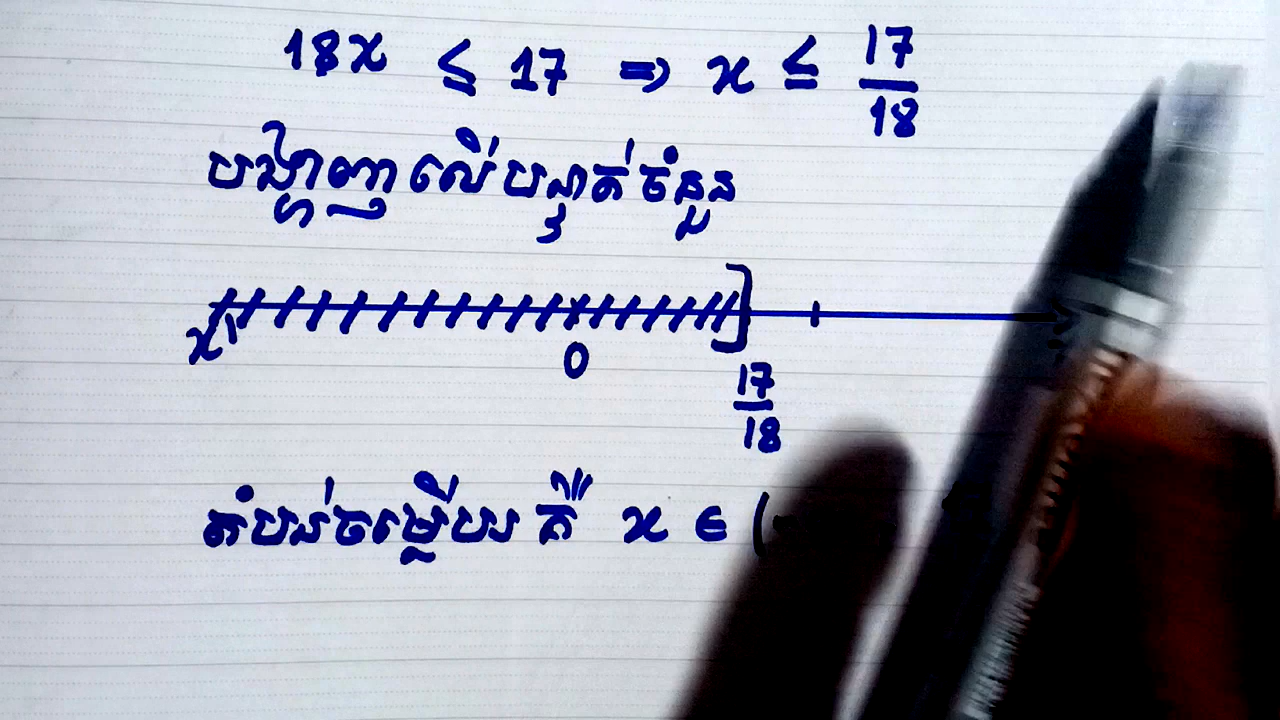 18x ≤ 17 ⇒ x ≤ 17/18
បង្ហាញលើបន្ទាត់ចំនួន
x' 0 17/18
តំបន់ចម្លើយ គឺ x ∈ (-